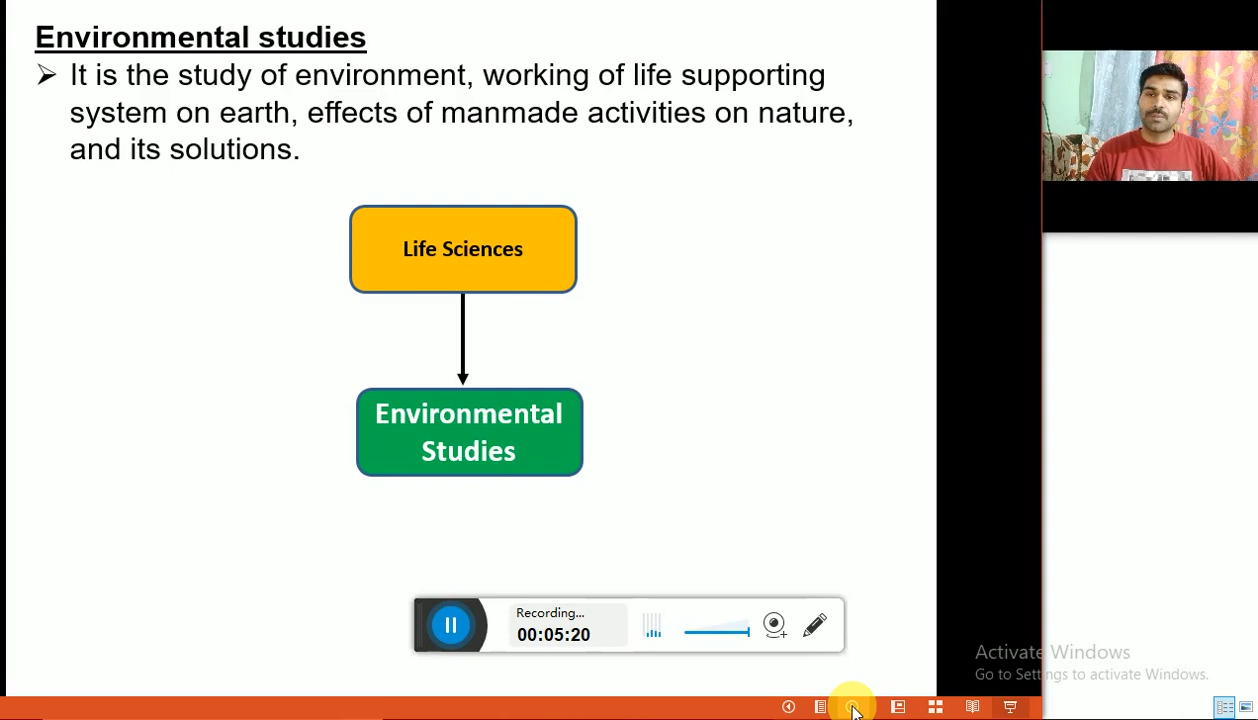 Environmental studies
➢ It is the study of environment, working of life supporting
system on earth, effects of manmade activities on nature,
and its solutions.
Life Sciences
Environmental
Studies
Recording...
00:05:20
Activate Windows
Go to Settings to activate Windows.